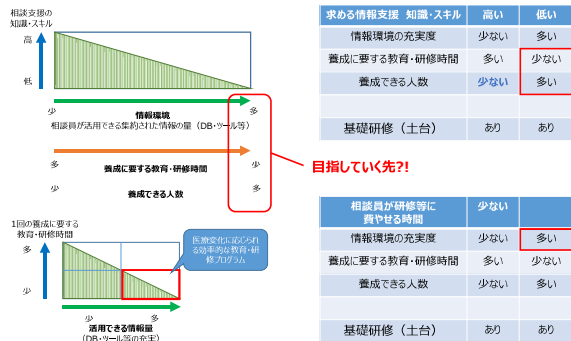 相談支援の
知識・スキル
高
低
少
多
情報環境
相談員が活用できる集約された情報の量（DB・ツール等）
多
養成に要する教育・研修時間
少
少
養成できる人数
多
目指していく先?!
1回の養成に要する
教育・研修時間
多
少
医療変化に応じられ
る効率的な教育・研
修プログラム
少
多
活用できる情報量
（DB・ツール等の充実）
求める情報支援 知識・スキル 高い 低い
情報環境の充実度 少ない 多い
養成に要する教育・研修時間 多い 少ない
養成できる人数 少ない 多い
基礎研修（土台） あり あり
相談員が研修等に
費やせる時間
少ない
情報環境の充実度 少ない 多い
養成に要する教育・研修時間 多い 少ない
養成できる人数 少ない 多い
基礎研修（土台） あり あり